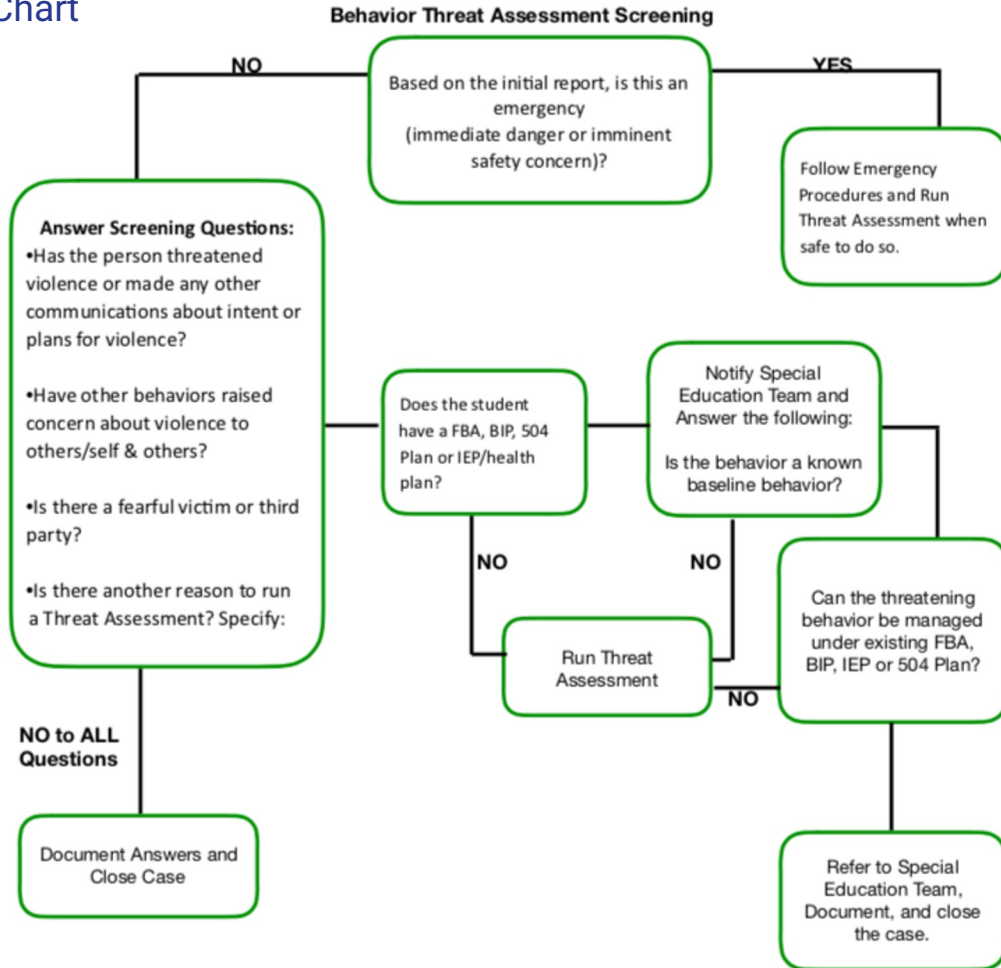 Chart
Behavior Threat Assessment Screening
NO
YES
Based on the initial report, is this an
emergency
(immediate danger or imminent
safety concern)?
Follow Emergency
Procedures and Run
Threat Assessment when
safe to do so.
Answer Screening Questions:
•Has the person threatened
violence or made any other
communications about intent or
plans for violence?
•Have other behaviors raised
concern about violence to
others/self & others?
•Is there a fearful victim or third
party?
•Is there another reason to run
a Threat Assessment? Specify:
Does the student
have a FBA, BIP, 504
Plan or IEP/health
plan?
Notify Special
Education Team and
Answer the following:
Is the behavior a known
baseline behavior?
NO
NO
Can the threatening
behavior be managed
under existing FBA,
BIP, IEP or 504 Plan?
Run Threat
Assessment
NO
NO to ALL
Questions
Document Answers and
Close Case
Refer to Special
Education Team,
Document, and close
the case.